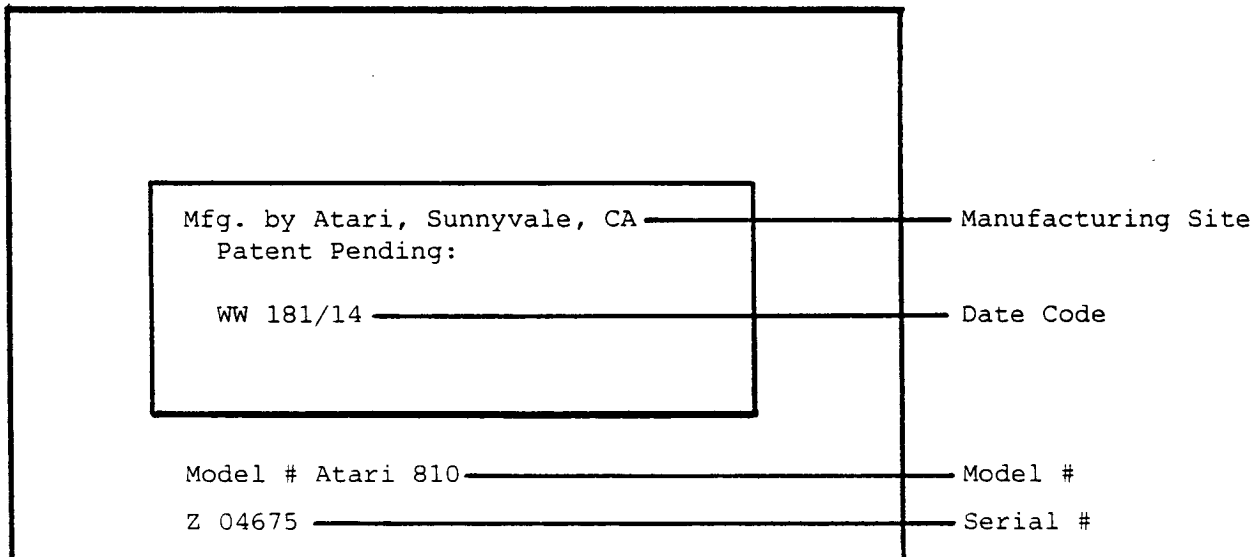 Mfg. by Atari, Sunnyvale, CA Manufacturing Site
Patent Pending:
WW 181/14 Date Code
Model # Atari 810 Model #
Z 04675 Serial #